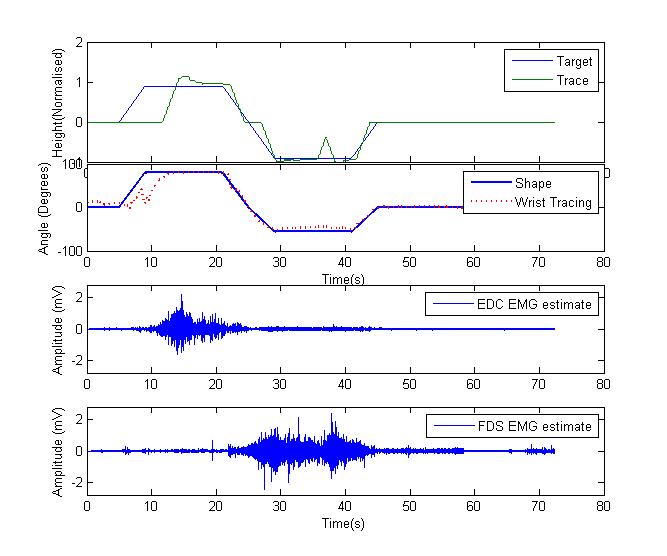 2
1
0
-1
Height(Normalised)
Target
Trace
100
0
-100
Angle (Degrees)
Shape
Wrist Tracing
0 10 20 30 40 50 60 70 80
Time(s)
2
0
-2
Amplitude (mV)
EDC EMG estimate
0 10 20 30 40 50 60 70 80
2
0
-2
Amplitude (mV)
FDS EMG estimate
0 10 20 30 40 50 60 70 80
Time(s)